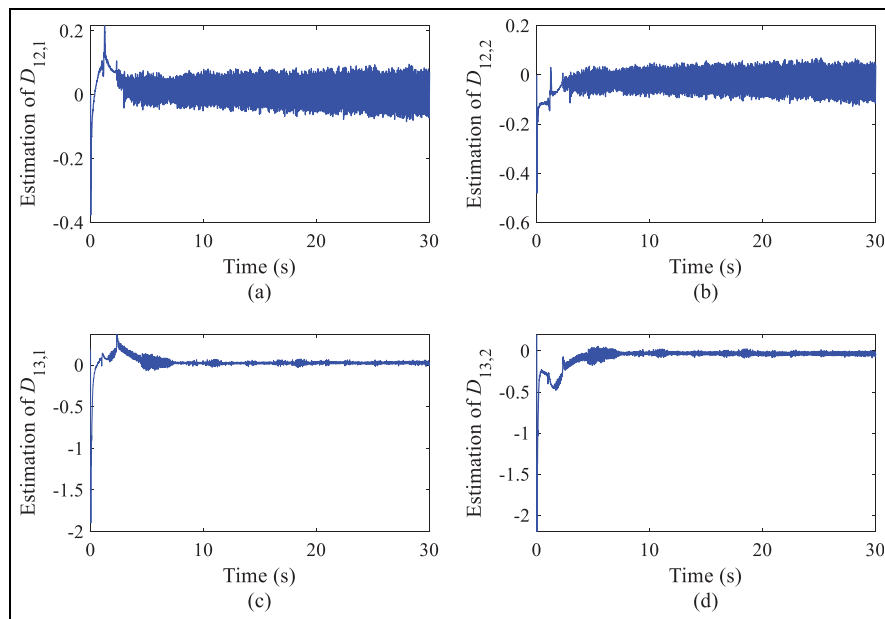 0.2
0
-0.2
-0.4
Estimation of D12,1
0 10 20 30
Time (s)
(a)
0.2
0
-0.2
-0.4
-0.6
Estimation of D12,2
0 10 20 30
Time (s)
(b)
0
-0.5
-1
-1.5
-2
Estimation of D13,1
0 10 20 30
Time (s)
(c)
0
-0.5
-1
-1.5
-2
Estimation of D13,2
0 10 20 30
Time (s)
(d)